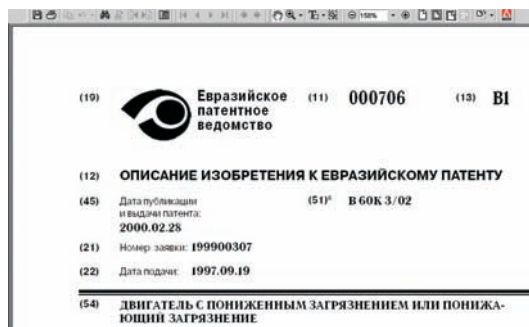 158%
(19) Евразийское (11) 000706 (13) B1
патентное
ведомство
(12) ОПИСАНИЕ ИЗОБРЕТЕНИЯ К ЕВРАЗИЙСКОМУ ПАТЕНТУ
(45) Дата публикации (51)⁶ B 60K 3/02
и выдачи патента:
2000.02.28
(21) Номер заявки: 199900307
(22) Дата подачи: 1997.09.19
(54) ДВИГАТЕЛЬ С ПОНИЖЕННЫМ ЗАГРЯЗНЕНИЕМ ИЛИ ПОНИЖА-
ЮЩИЙ ЗАГРЯЗНЕНИЕ